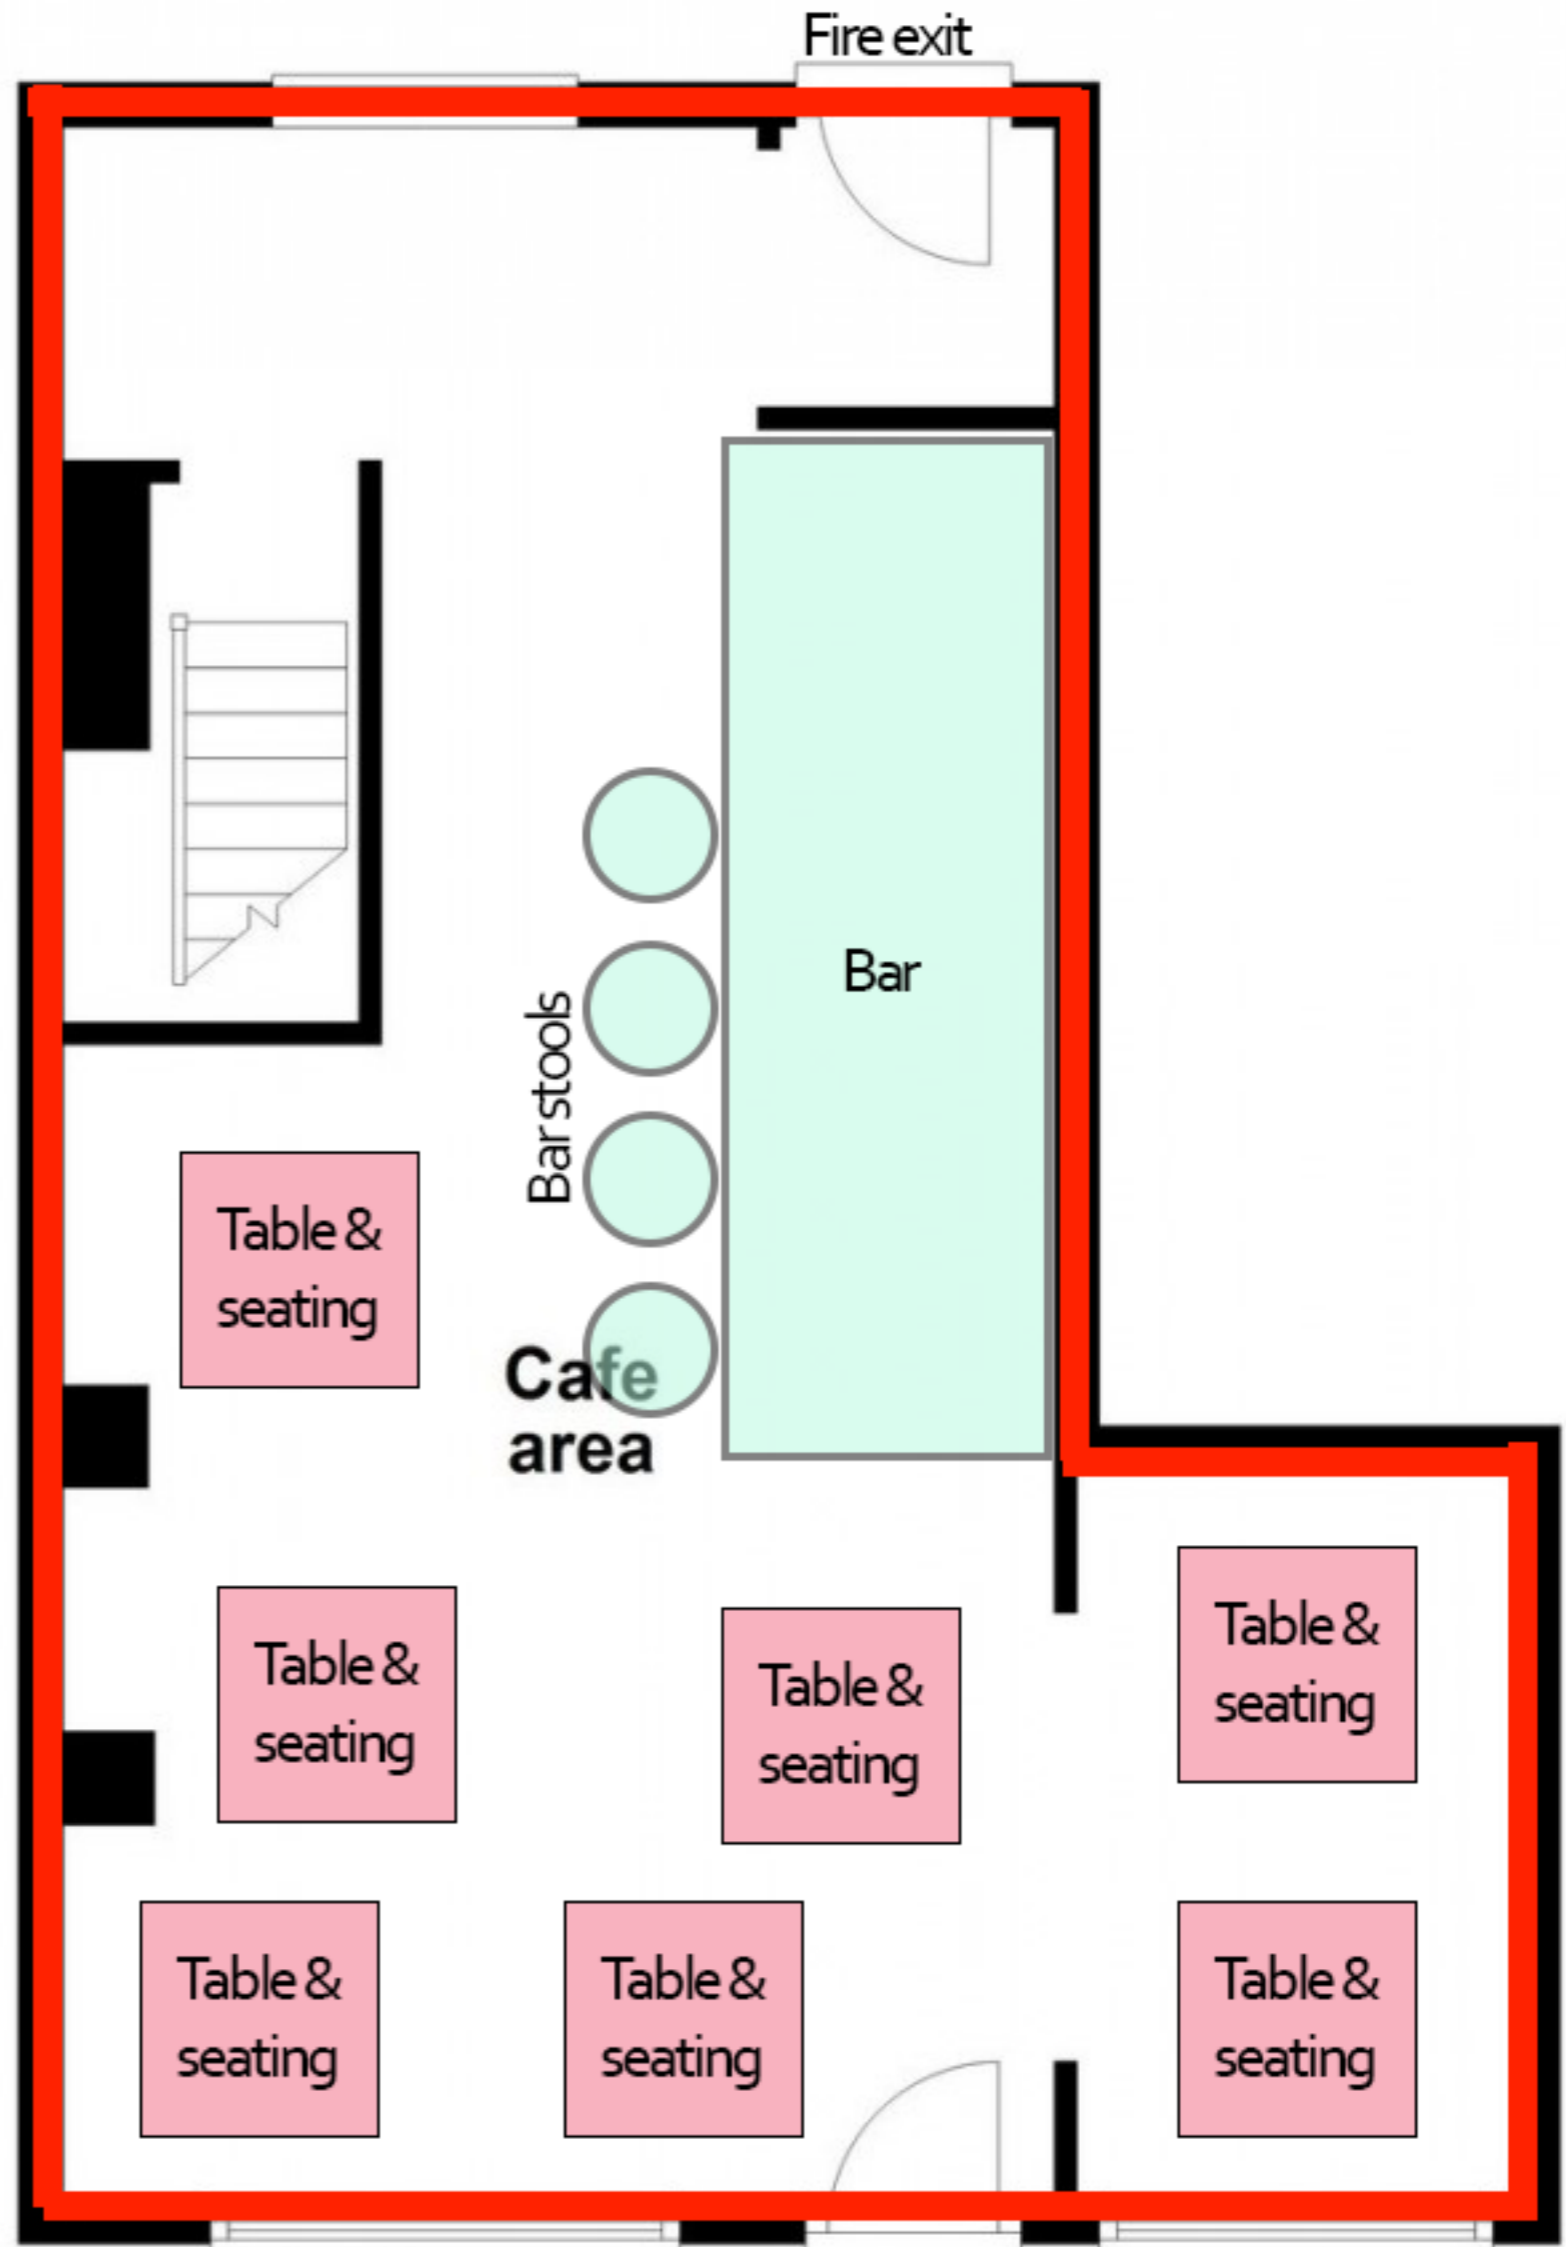 Fire exit
Bar
Bar stools
Table &
seating
Cafe
area
Table &
seating
Table &
seating
Table &
seating
Table &
seating
Table &
seating
Table &
seating